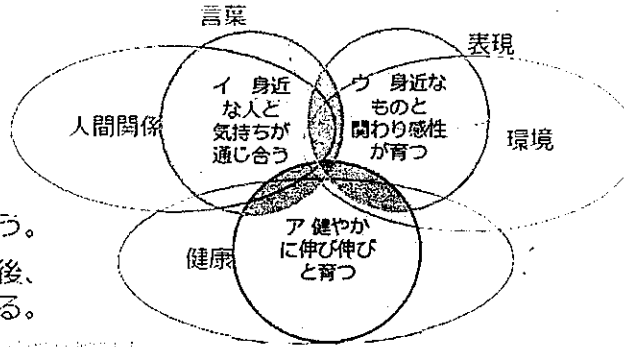 言葉
表現
イ 身近
な人と
気持ちが
通じ合う
ウ 身近な
ものと
関わり感性
が育つ
人間関係
環境
ア 健やか
に伸び伸び
と育つ
健康
う。
後、
る。